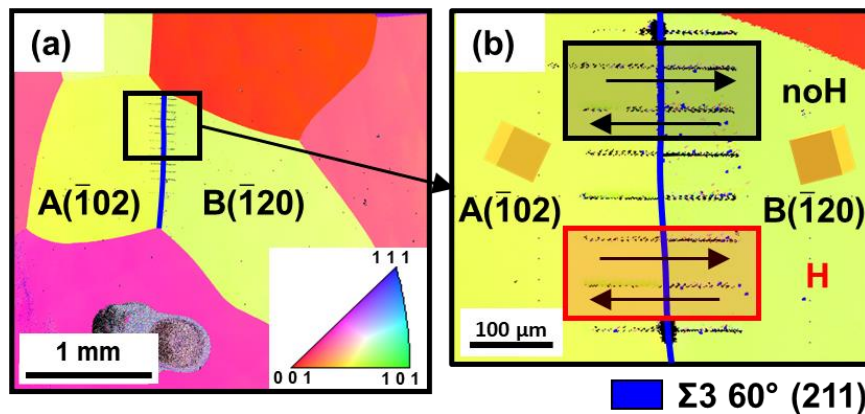 (a)
A(1̅02)
B(1̅20)
1 mm
1 1 1
0 0 1
1 0 1
(b)
noH
A(1̅02)
B(1̅20)
H
100 µm
Σ3 60° (211)